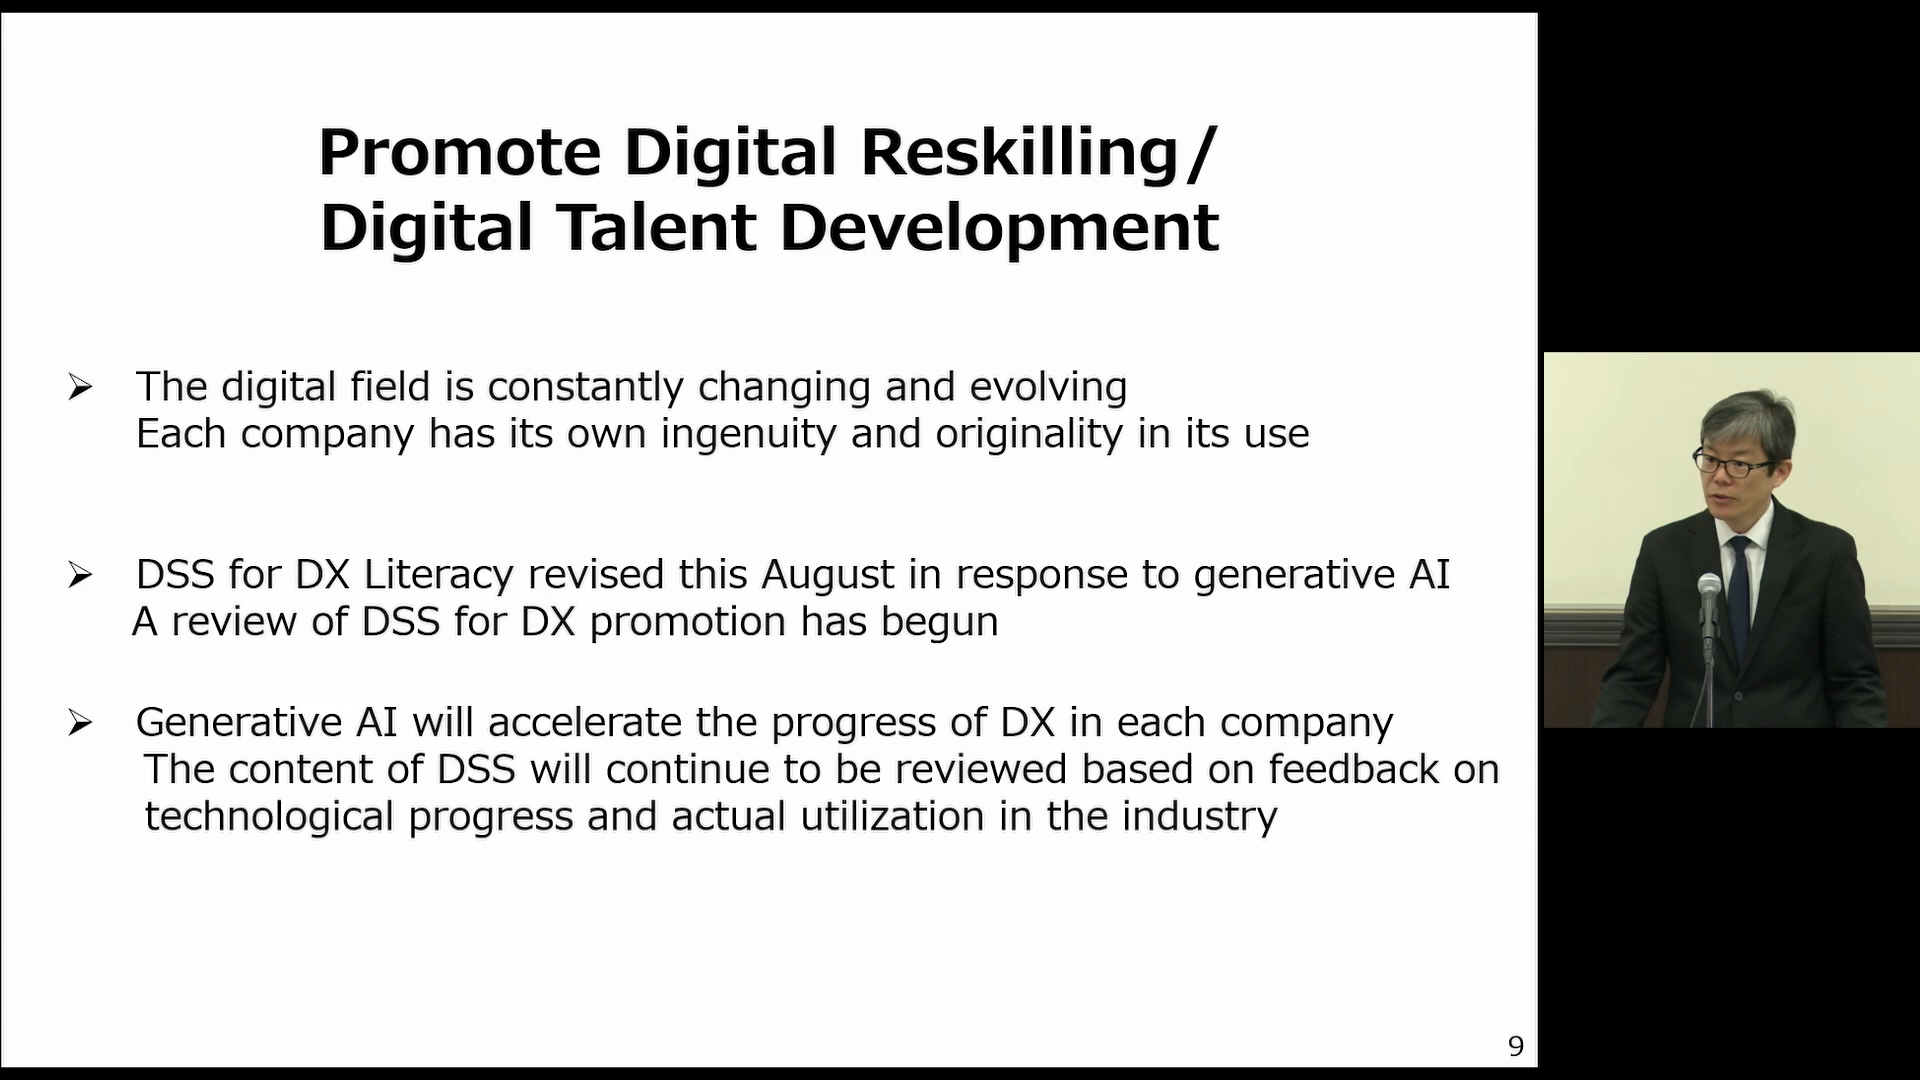 Promote Digital Reskilling/
Digital Talent Development
➢ The digital field is constantly changing and evolving
Each company has its own ingenuity and originality in its use
➢ DSS for DX Literacy revised this August in response to generative AI
A review of DSS for DX promotion has begun
➢ Generative AI will accelerate the progress of DX in each company
The content of DSS will continue to be reviewed based on feedback on
technological progress and actual utilization in the industry
9